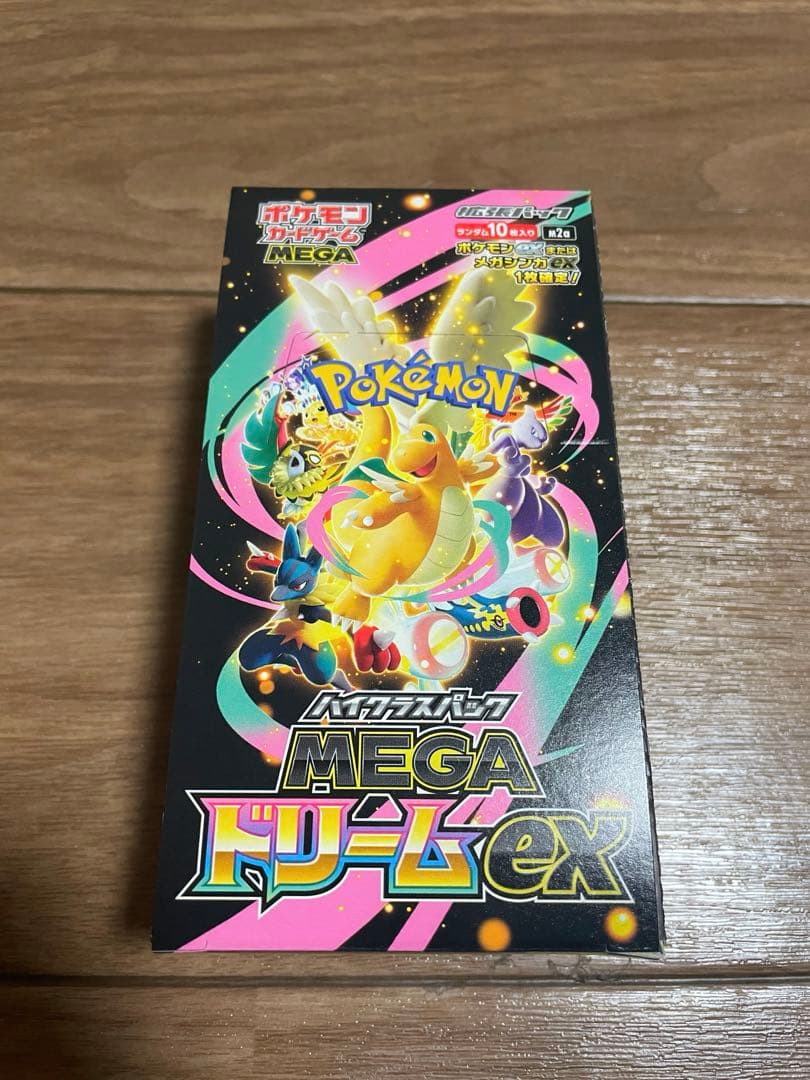 ポケモン
カードゲーム
MEGA
拡張パック
ランダム10枚入り M2a
ポケモンexまたは
メガシンカex
1枚確定!
POKéMON
TM
ハイクラスパック
MEGA
ドリームex